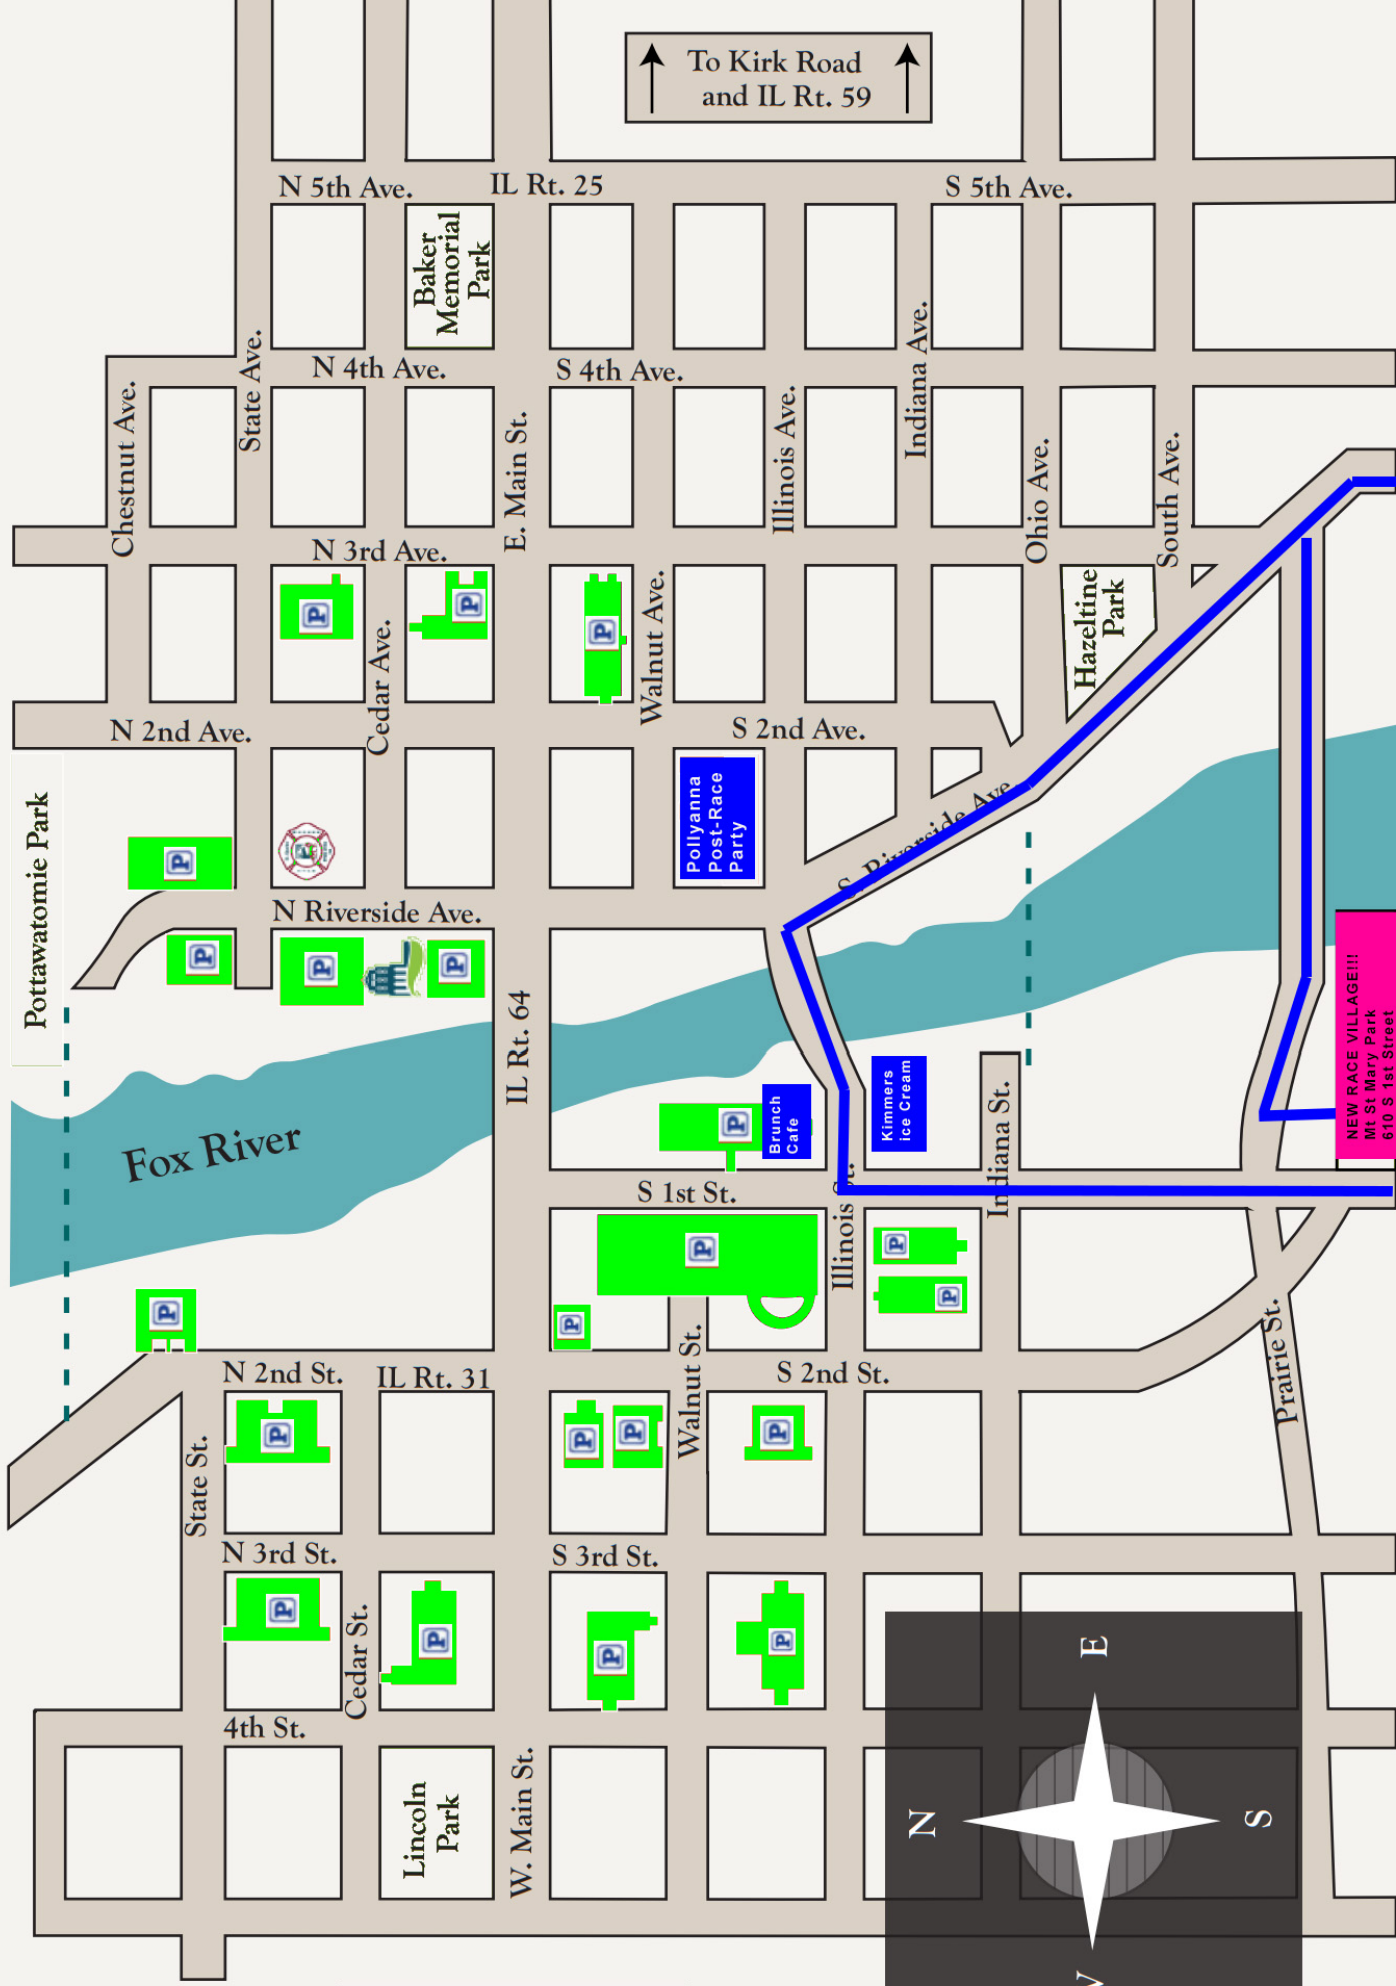 To Kirk Road
and IL Rt. 59
N 5th Ave.
IL Rt. 25
S 5th Ave.
Baker
Memorial
Park
State Ave.
Indiana Ave.
N 4th Ave.
S 4th Ave.
Chestnut Ave.
Illinois Ave.
E. Main St.
Ohio Ave.
South Ave.
N 3rd Ave.
P
P
P
Walnut Ave.
Hazeltine
Park
Cedar Ave.
N 2nd Ave.
S 2nd Ave.
Pollyanna
Post-Race
Party
Pottawatomie Park
P
S. Riverside Ave.
N Riverside Ave.
P
P
P
IL Rt. 64
NEW RACE VILLAGE!!!
Mt St Mary Park
610 S 1st Street
Fox River
P
Brunch
Cafe
Kimmers
ice Cream
Indiana St.
S 1st St.
Illinois St.
P
P
P
P
P
Walnut St.
Prairie St.
N 2nd St.
IL Rt. 31
S 2nd St.
P
P
P
P
State St.
N 3rd St.
S 3rd St.
P
P
P
P
Cedar St.
E
4th St.
Lincoln
Park
W. Main St.
N
S